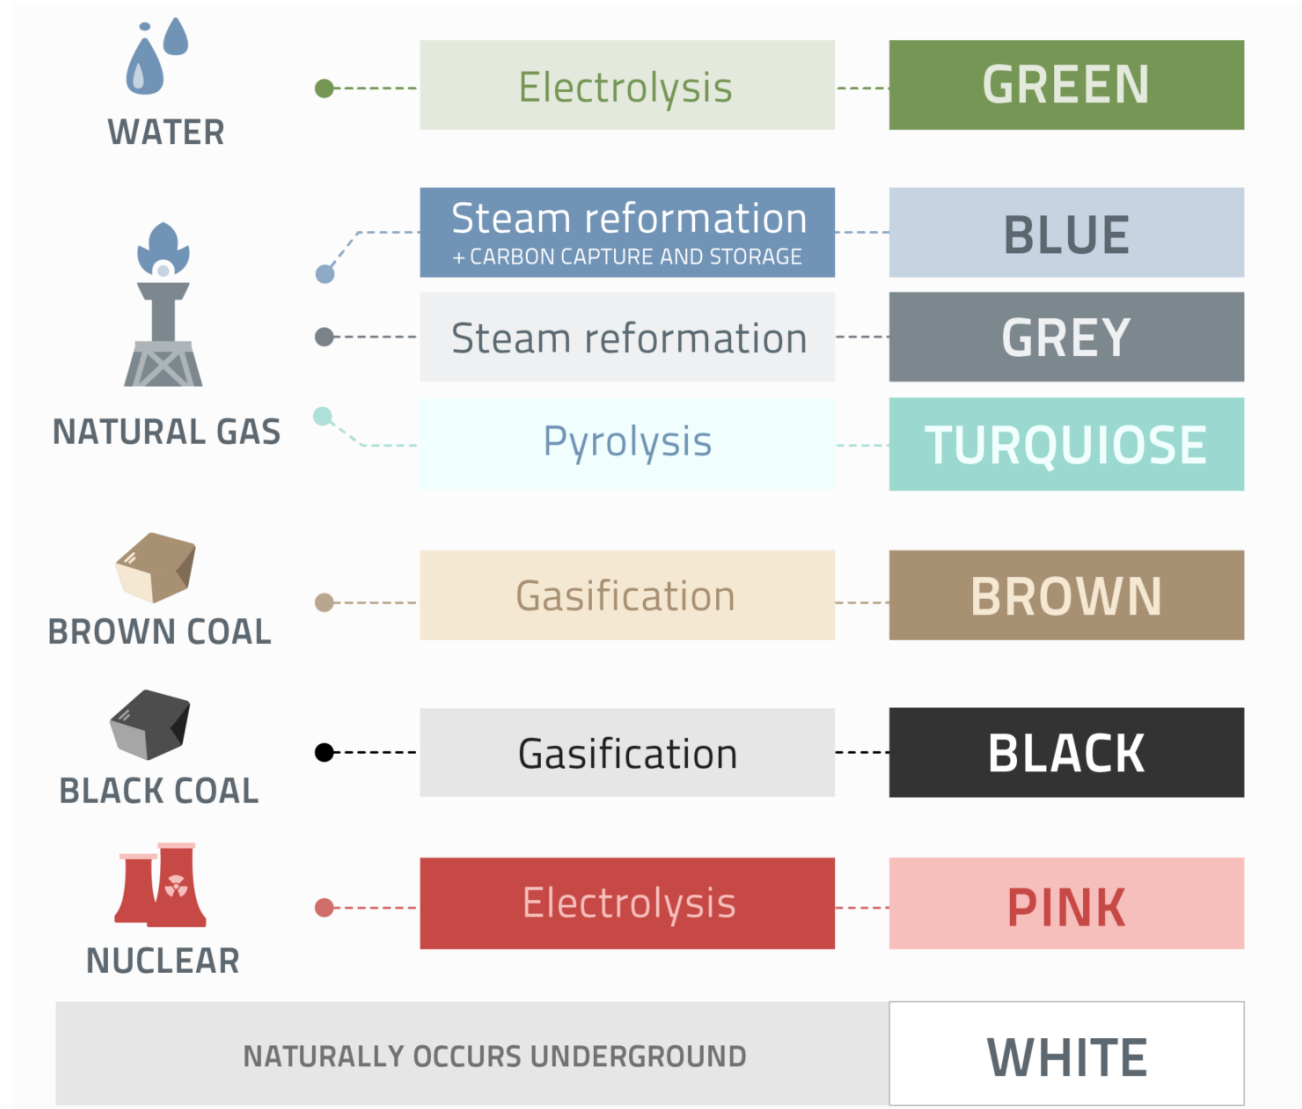 WATER
Electrolysis
GREEN
NATURAL GAS
Steam reformation
+ CARBON CAPTURE AND STORAGE
BLUE
Steam reformation
GREY
Pyrolysis
TURQUIOSE
BROWN COAL
Gasification
BROWN
BLACK COAL
Gasification
BLACK
NUCLEAR
Electrolysis
PINK
NATURALLY OCCURS UNDERGROUND
WHITE